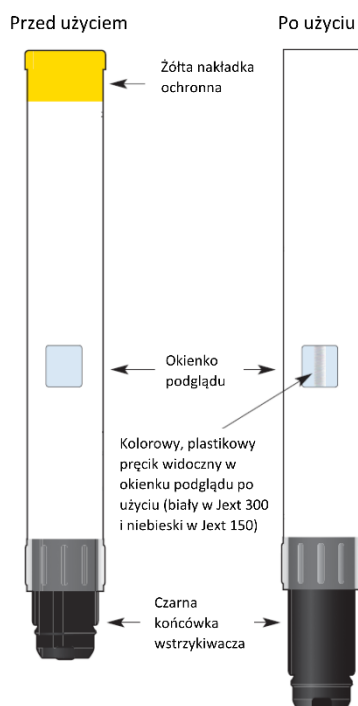 Przed użyciem
Po użyciu
Żółta nakładka
ochronna
Okienko
podglądu
Kolorowy, plastikowy
pręcik widoczny w
okienku podglądu po
użyciu (biały w Jext 300
i niebieski w Jext 150)
Czarna
końcówka
wstrzykiwacza